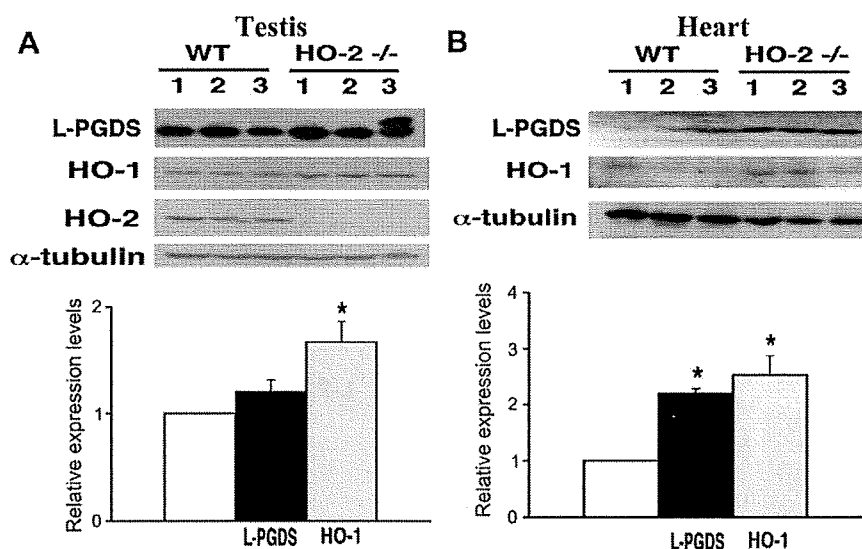 A
Testis
WT HO-2 -/-
1 2 3 1 2 3
L-PGDS
HO-1
HO-2
α-tubulin
Relative expression levels
2
1
0
*
L-PGDS HO-1
B
Heart
WT HO-2 -/-
1 2 3 1 2 3
L-PGDS
HO-1
α-tubulin
Relative expression levels
4
3
2
1
0
* *
L-PGDS HO-1